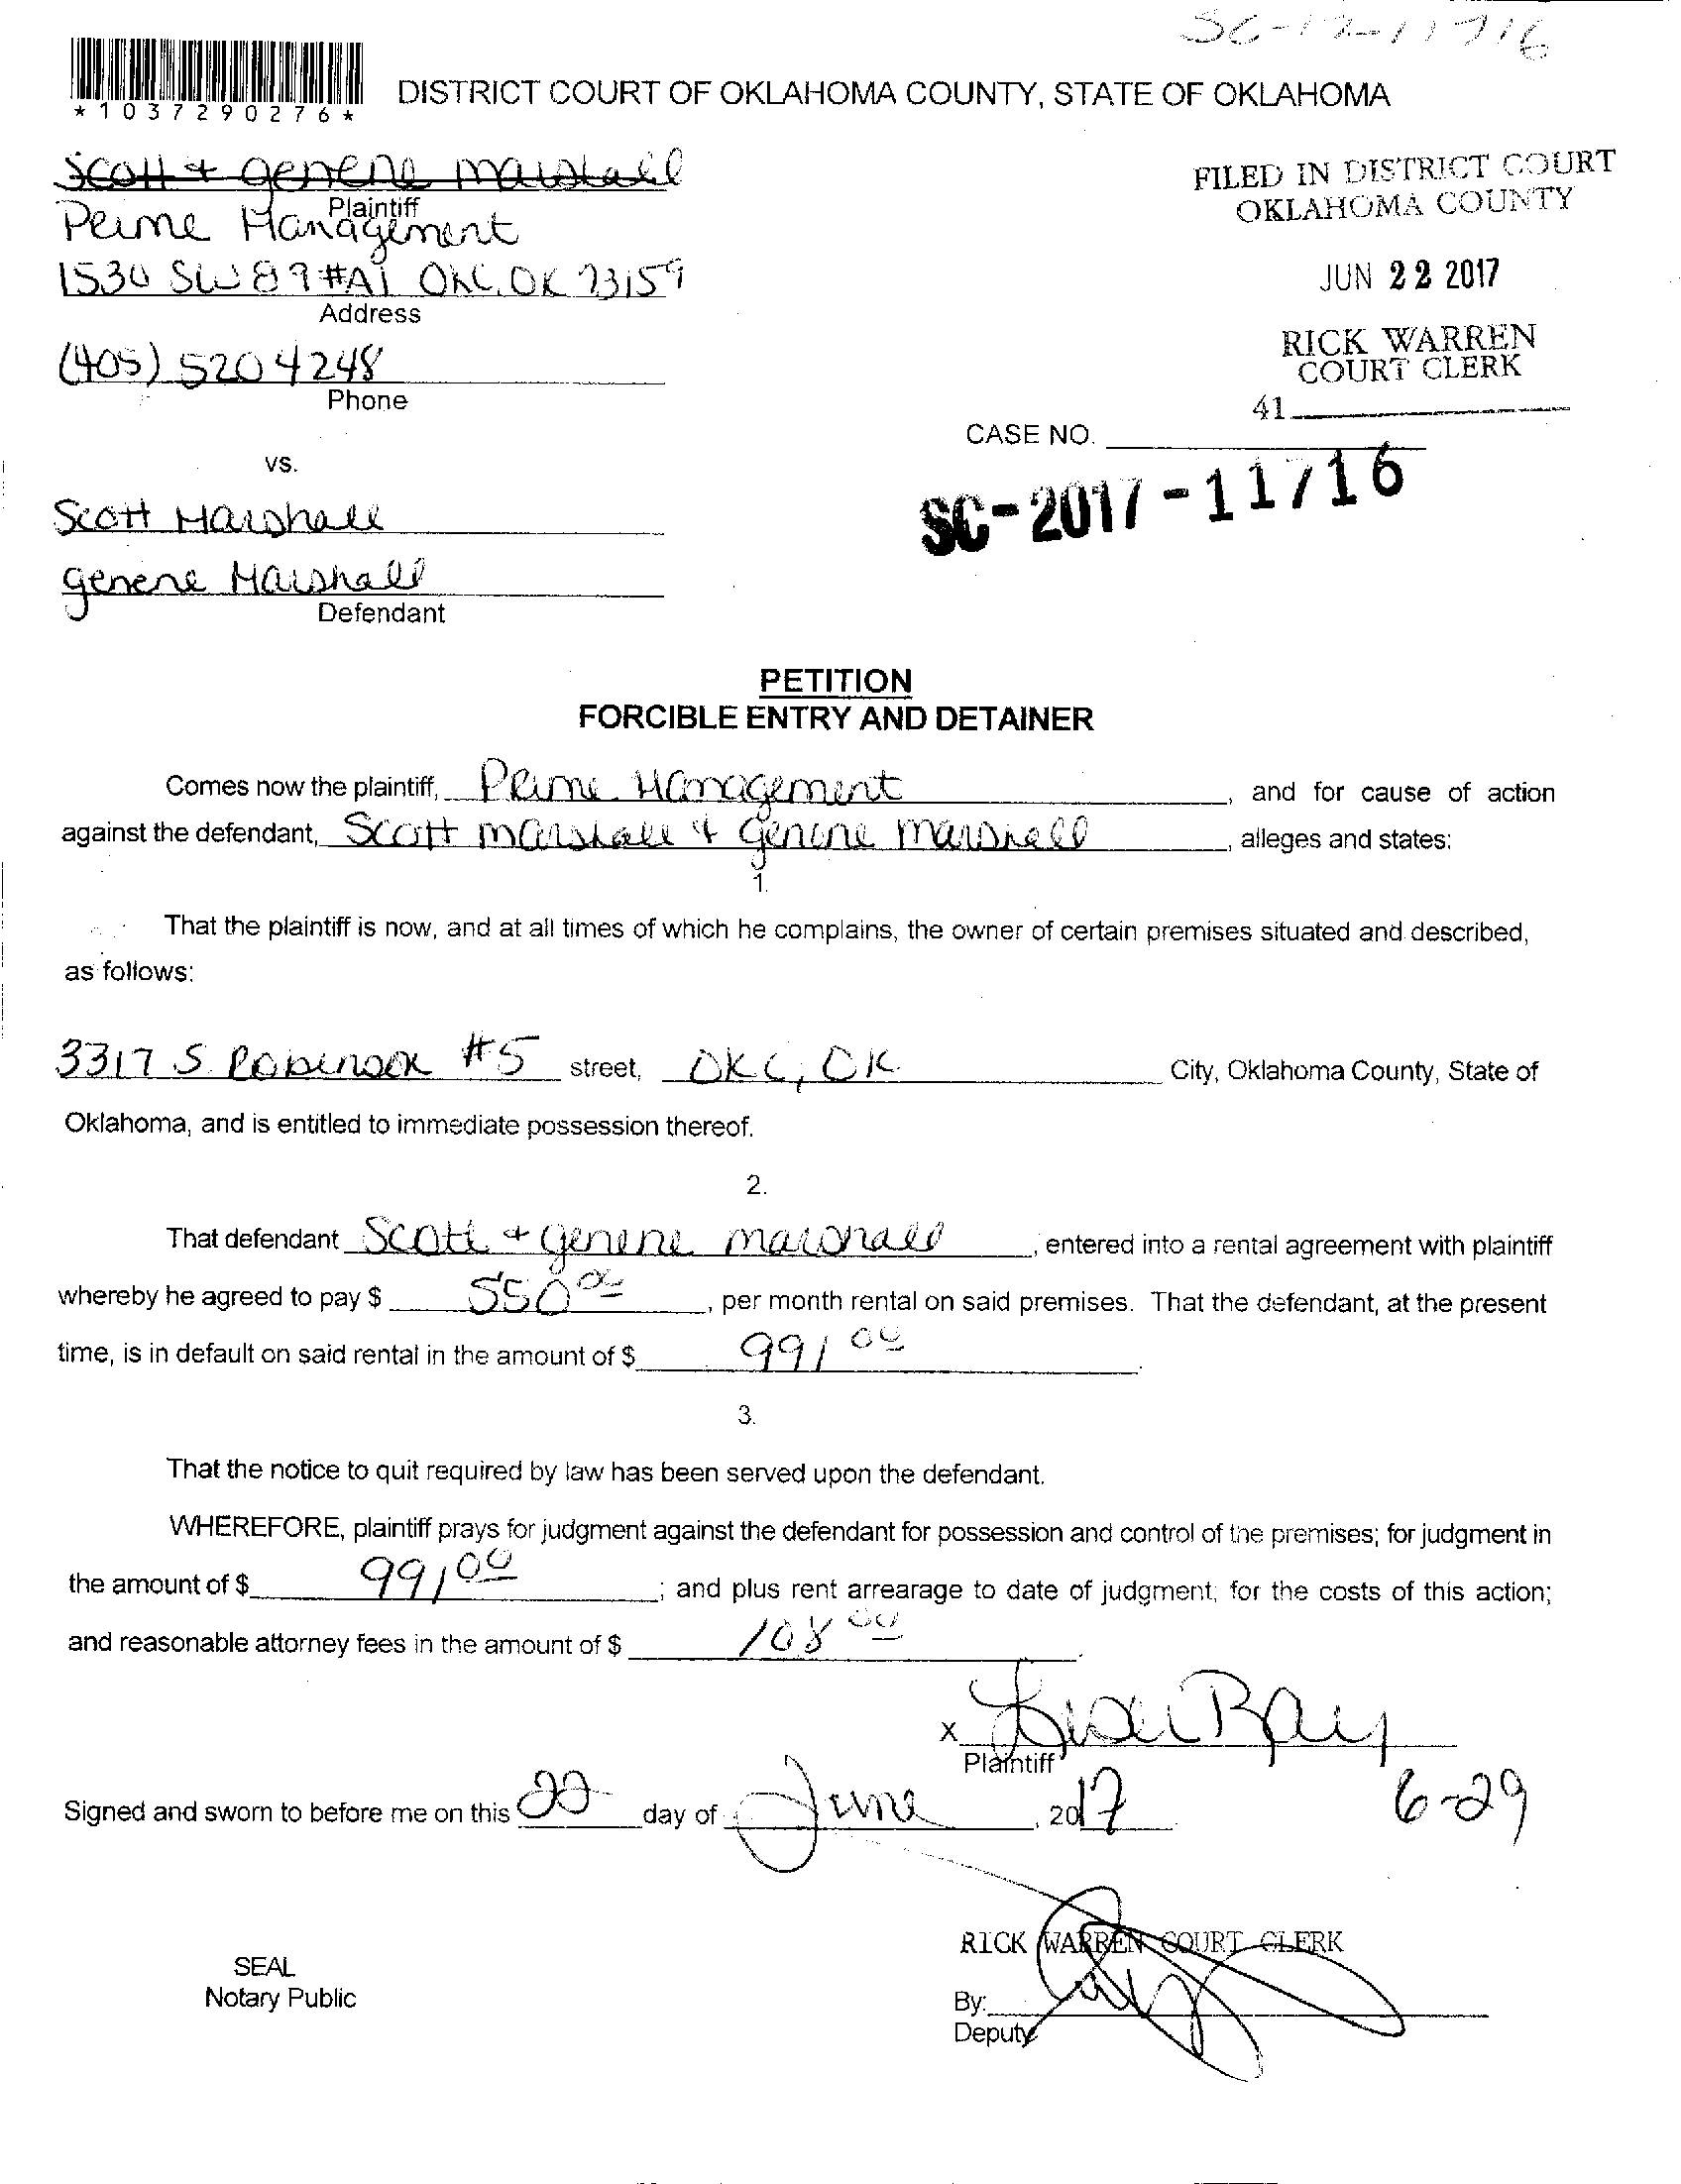 SC-17-11716
*1037290276*
DISTRICT COURT OF OKLAHOMA COUNTY, STATE OF OKLAHOMA
Scott + Genene Marshall
Plaintiff
Prime Management
1530 SW 89 #A1 OKC, OK 73159
Address
(405) 520 4248
Phone
FILED IN DISTRICT COURT
OKLAHOMA COUNTY
JUN 22 2017
RICK WARREN
COURT CLERK
41
CASE NO.
SC-2017-11716
vs.
Scott Marshall
Genene Marshall
Defendant
PETITION
FORCIBLE ENTRY AND DETAINER
Comes now the plaintiff, Prime Management, and for cause of action
against the defendant, Scott Marshall & Genene Marshall, alleges and states:
1.
That the plaintiff is now, and at all times of which he complains, the owner of certain premises situated and described,
as follows:
3317 S. Robinson #5 street, OKC, OK. City, Oklahoma County, State of
Oklahoma, and is entitled to immediate possession thereof.
2.
That defendant Scott + Genene Marshall, entered into a rental agreement with plaintiff
whereby he agreed to pay $ 550 00, per month rental on said premises. That the defendant, at the present
time, is in default on said rental in the amount of $ 991 00.
3.
That the notice to quit required by law has been served upon the defendant.
WHEREFORE, plaintiff prays for judgment against the defendant for possession and control of the premises; for judgment in
the amount of $ 991 00; and plus rent arrearage to date of judgment; for the costs of this action;
and reasonable attorney fees in the amount of $ 108 00.
X
Plaintiff
Signed and sworn to before me on this 22 day of June, 2017
6-29
RICK WARREN COURT CLERK
SEAL
Notary Public
By:
Deputy